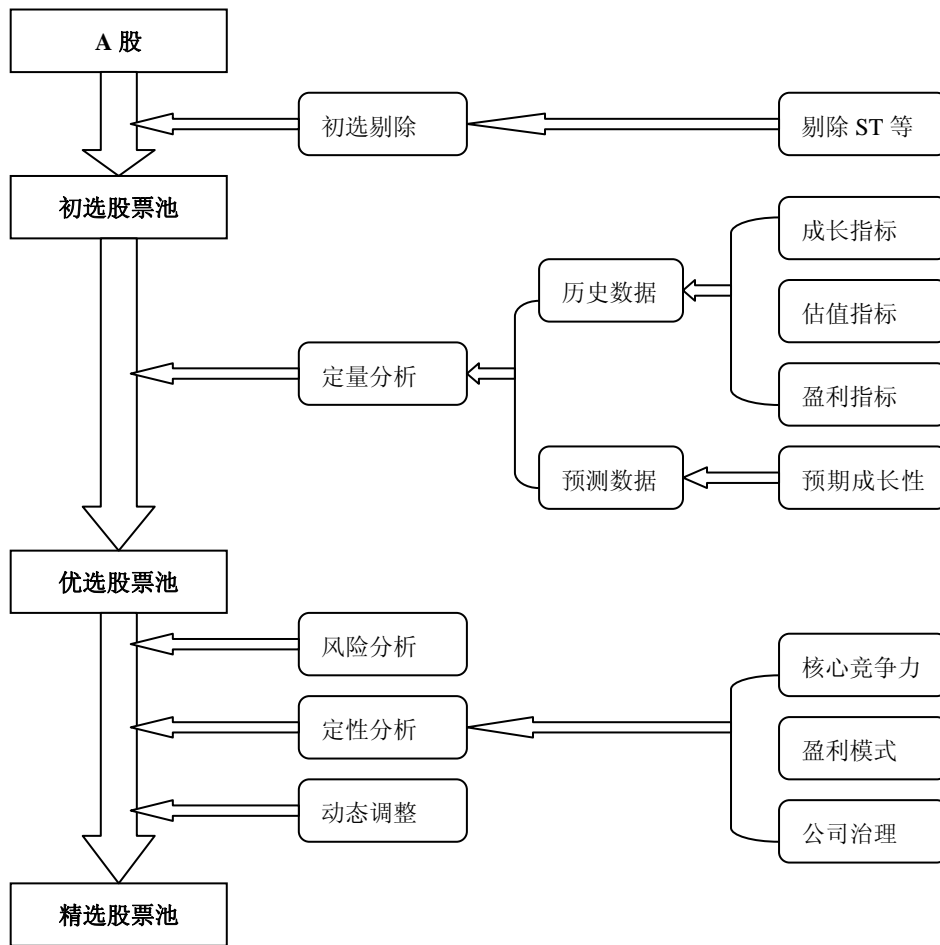 A 股
初选剔除
剔除 ST 等
初选股票池
成长指标
历史数据
估值指标
定量分析
盈利指标
预测数据
预期成长性
优选股票池
风险分析
核心竞争力
定性分析
盈利模式
动态调整
公司治理
精选股票池